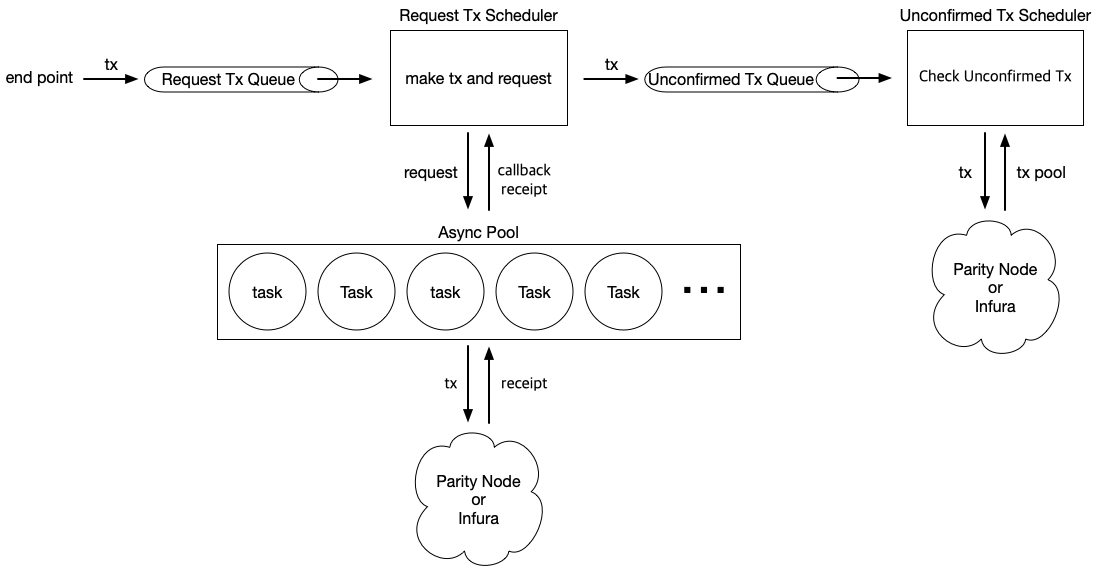 Request Tx Scheduler
Unconfirmed Tx Scheduler
end point
tx
Request Tx Queue
make tx and request
tx
Unconfirmed Tx Queue
Check Unconfirmed Tx
request
callback
receipt
tx
tx pool
Async Pool
task
Task
task
Task
Task
...
Parity Node
or
Infura
tx
receipt
Parity Node
or
Infura